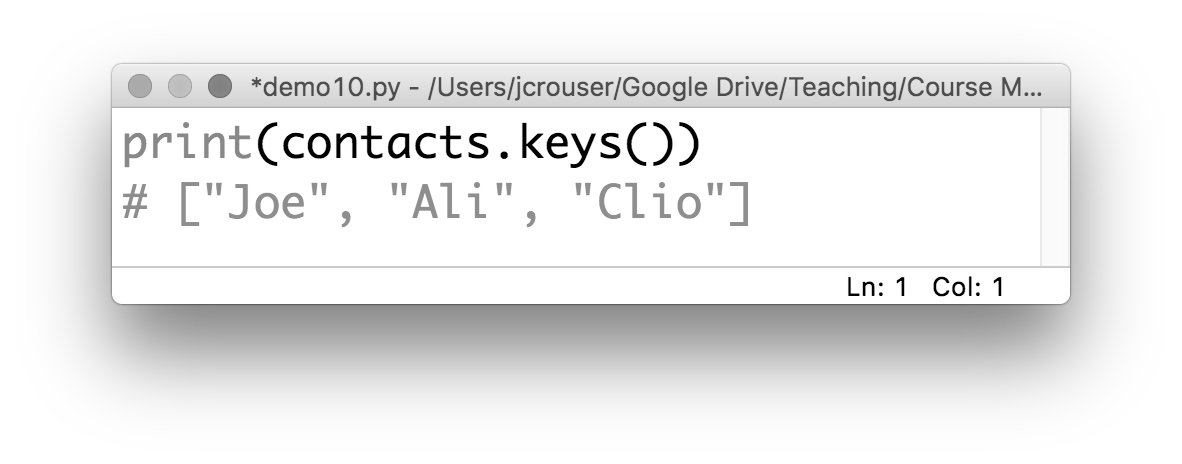 *demo10.py - /Users/jcrouser/Google Drive/Teaching/Course M...
print(contacts.keys())
# ["Joe", "Ali", "Clio"]
Ln: 1 Col: 1